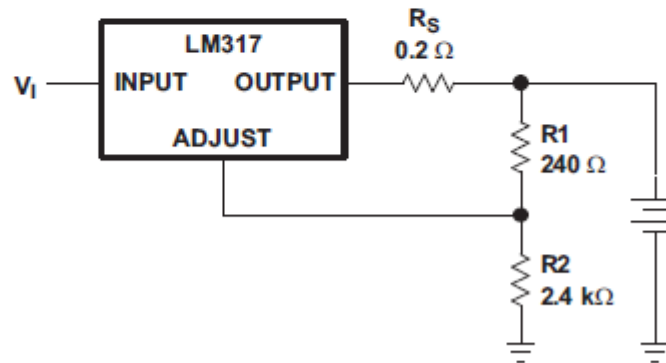 LM317
V_I INPUT OUTPUT
ADJUST
R_S
0.2 Ω
R1
240 Ω
R2
2.4 kΩ